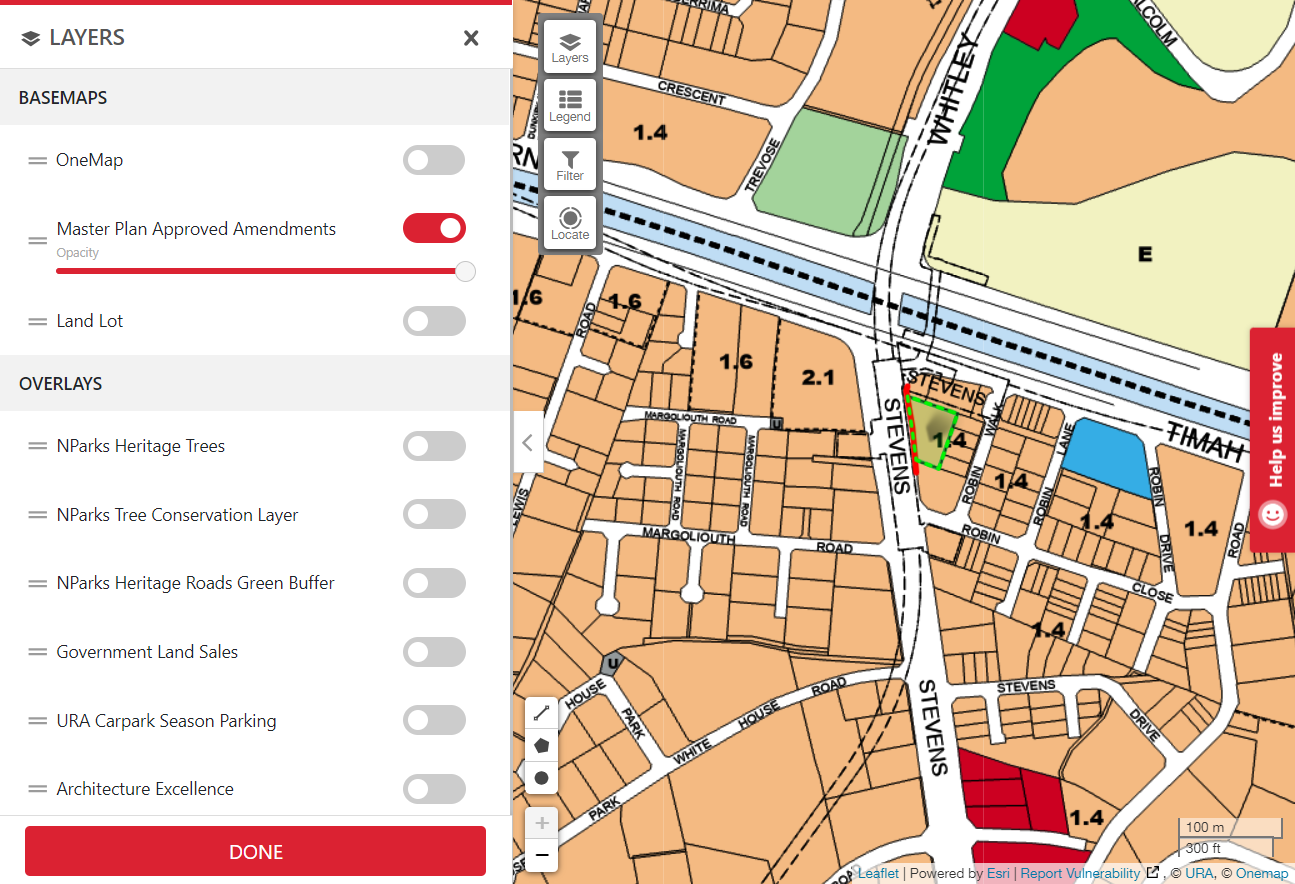 LAYERS
BASEMAPS
OneMap
Master Plan Approved Amendments
Opacity
Land Lot
OVERLAYS
NParks Heritage Trees
NParks Tree Conservation Layer
NParks Heritage Roads Green Buffer
Government Land Sales
URA Carpark Season Parking
Architecture Excellence
DONE
Layers
Legend
Filter
Locate
Help us improve
CRESCENT
WHITLEY
1.4
TREVOSE
E
1.6
1.6
ROAD
1.6
2.1
STEVENS
MARGOLIOUTH ROAD
U
STEVENS
1.4
WALK
LANE
TIMAH
MARGOLIOUTH ROAD
MARGOLIOUTH ROAD
ROBIN
1.4
ROBIN
ROBIN
DRIVE
1.4
1.4
ROAD
MARGOLIOUTH
ROAD
ROBIN
CLOSE
1.4
U
HOUSE
PARK
WHITE
HOUSE
ROAD
STEVENS
STEVENS
DRIVE
PARK
1.4
100 m
300 ft
Leaflet | Powered by Esri | Report Vulnerability , © URA, © Onemap